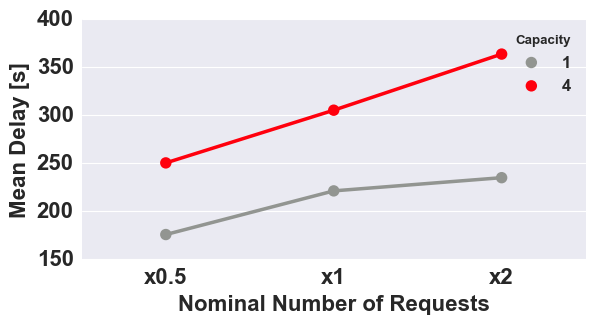 400
350
300
250
200
150
Mean Delay [s]
Capacity
1
4
x0.5 x1 x2
Nominal Number of Requests